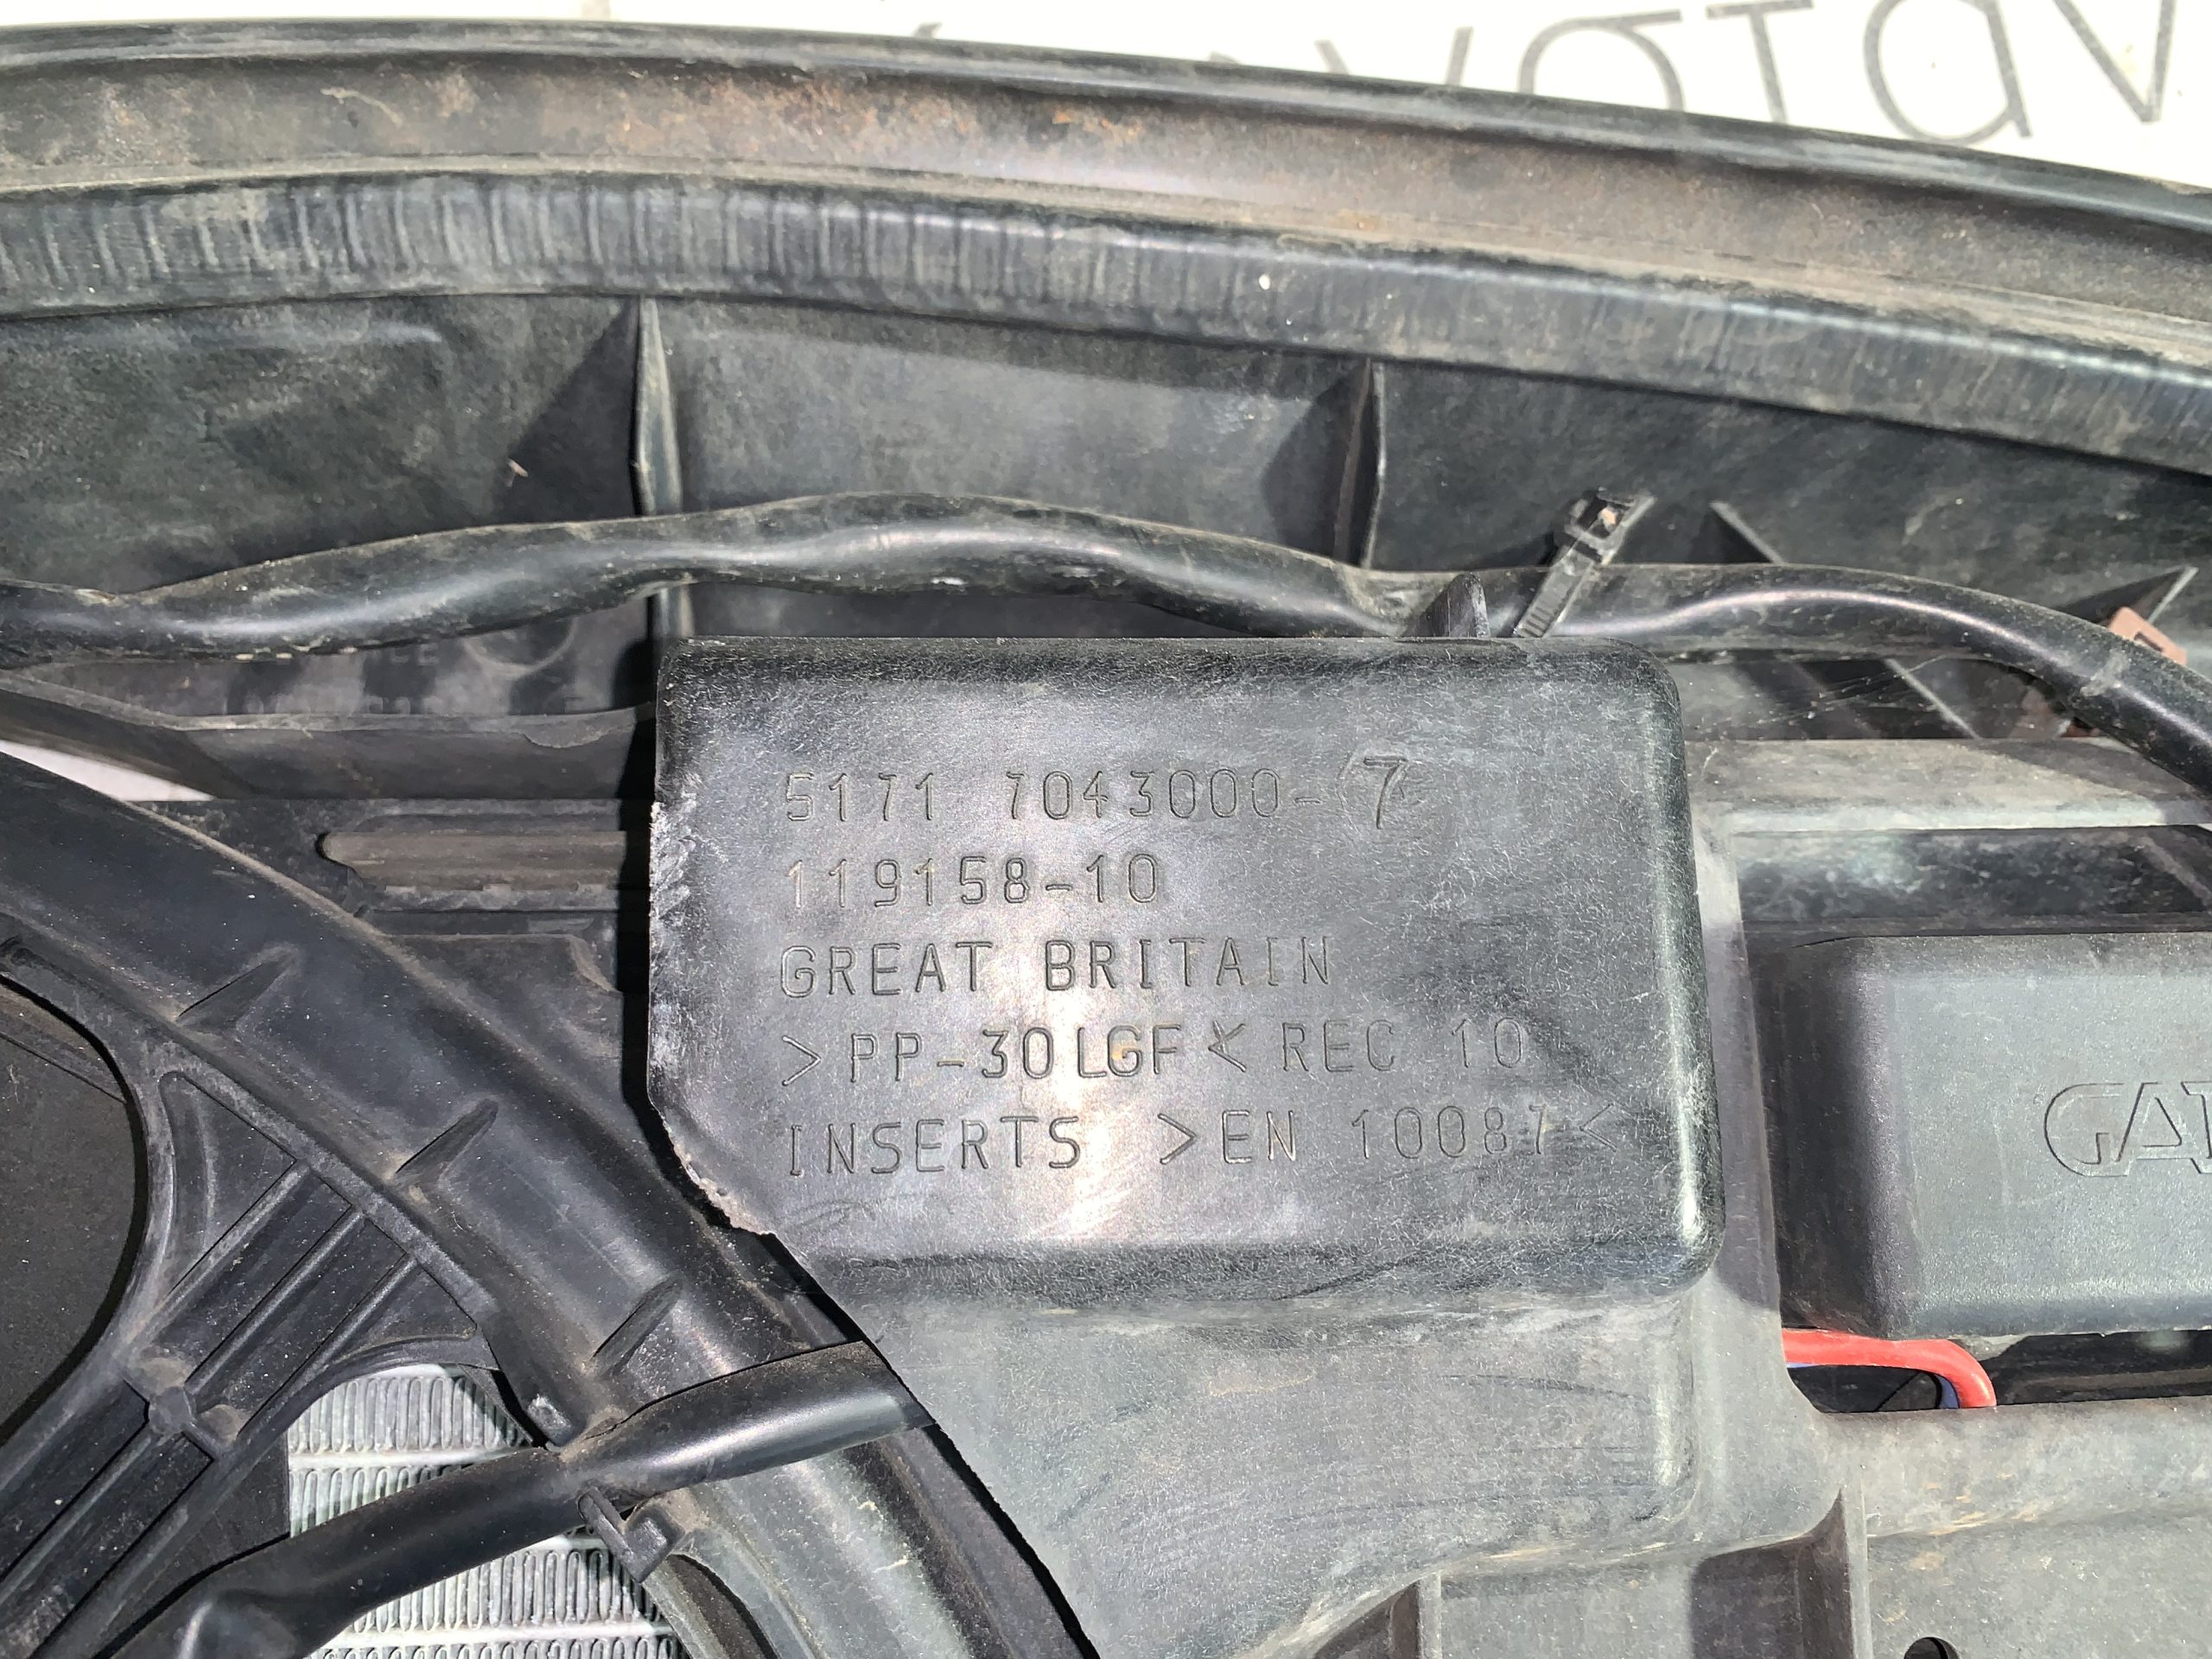 5171 7043000-7
119158-10
GREAT BRITAIN
>PP-30LGF< REC 10
INSERTS >EN 10087<